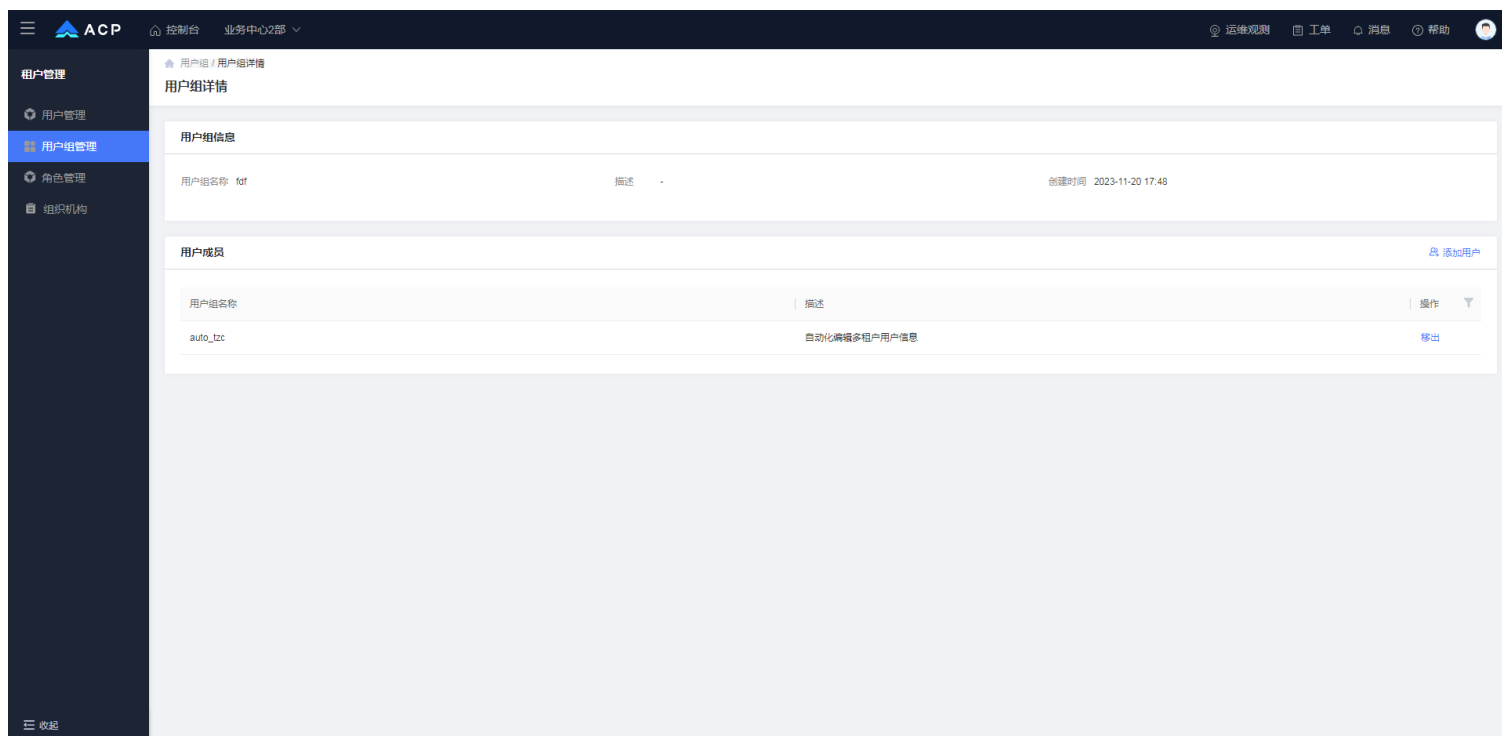 ACP 控制台 业务中心2部 运维观测 工单 消息 帮助
租户管理
用户管理
用户组管理
角色管理
组织机构
收起
用户组 / 用户组详情
用户组详情
用户组信息
用户组名称 fdf 描述 - 创建时间 2023-11-20 17:48
用户成员 添加用户
用户组名称 描述 操作
auto_tzc 自动化编辑多租户用户信息 移出